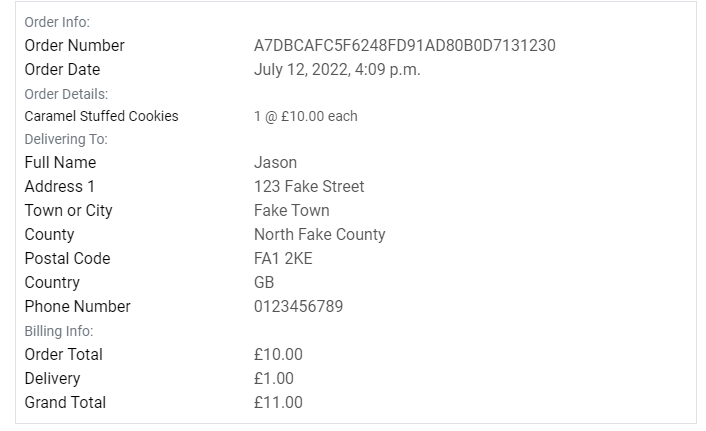 Order Info:
Order Number A7DBCAFC5F6248FD91AD80B0D7131230
Order Date July 12, 2022, 4:09 p.m.
Order Details:
Caramel Stuffed Cookies 1 @ £10.00 each
Delivering To:
Full Name Jason
Address 1 123 Fake Street
Town or City Fake Town
County North Fake County
Postal Code FA1 2KE
Country GB
Phone Number 0123456789
Billing Info:
Order Total £10.00
Delivery £1.00
Grand Total £11.00